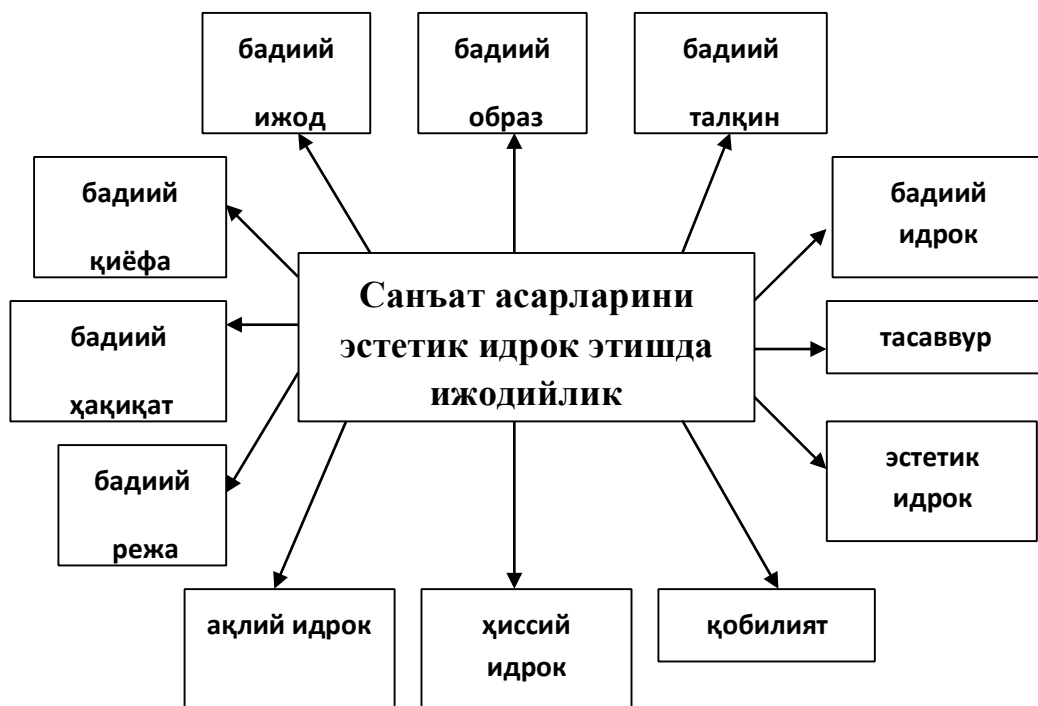 бадиий
ижод
бадиий
образ
бадиий
талқин
бадиий
қиёфа
бадиий
идрок
Санъат асарларини
эстетик идрок этишда
ижодийлик
бадиий
ҳақиқат
тасаввур
бадиий
режа
эстетик
идрок
ақлий идрок
ҳиссий
идрок
қобилият